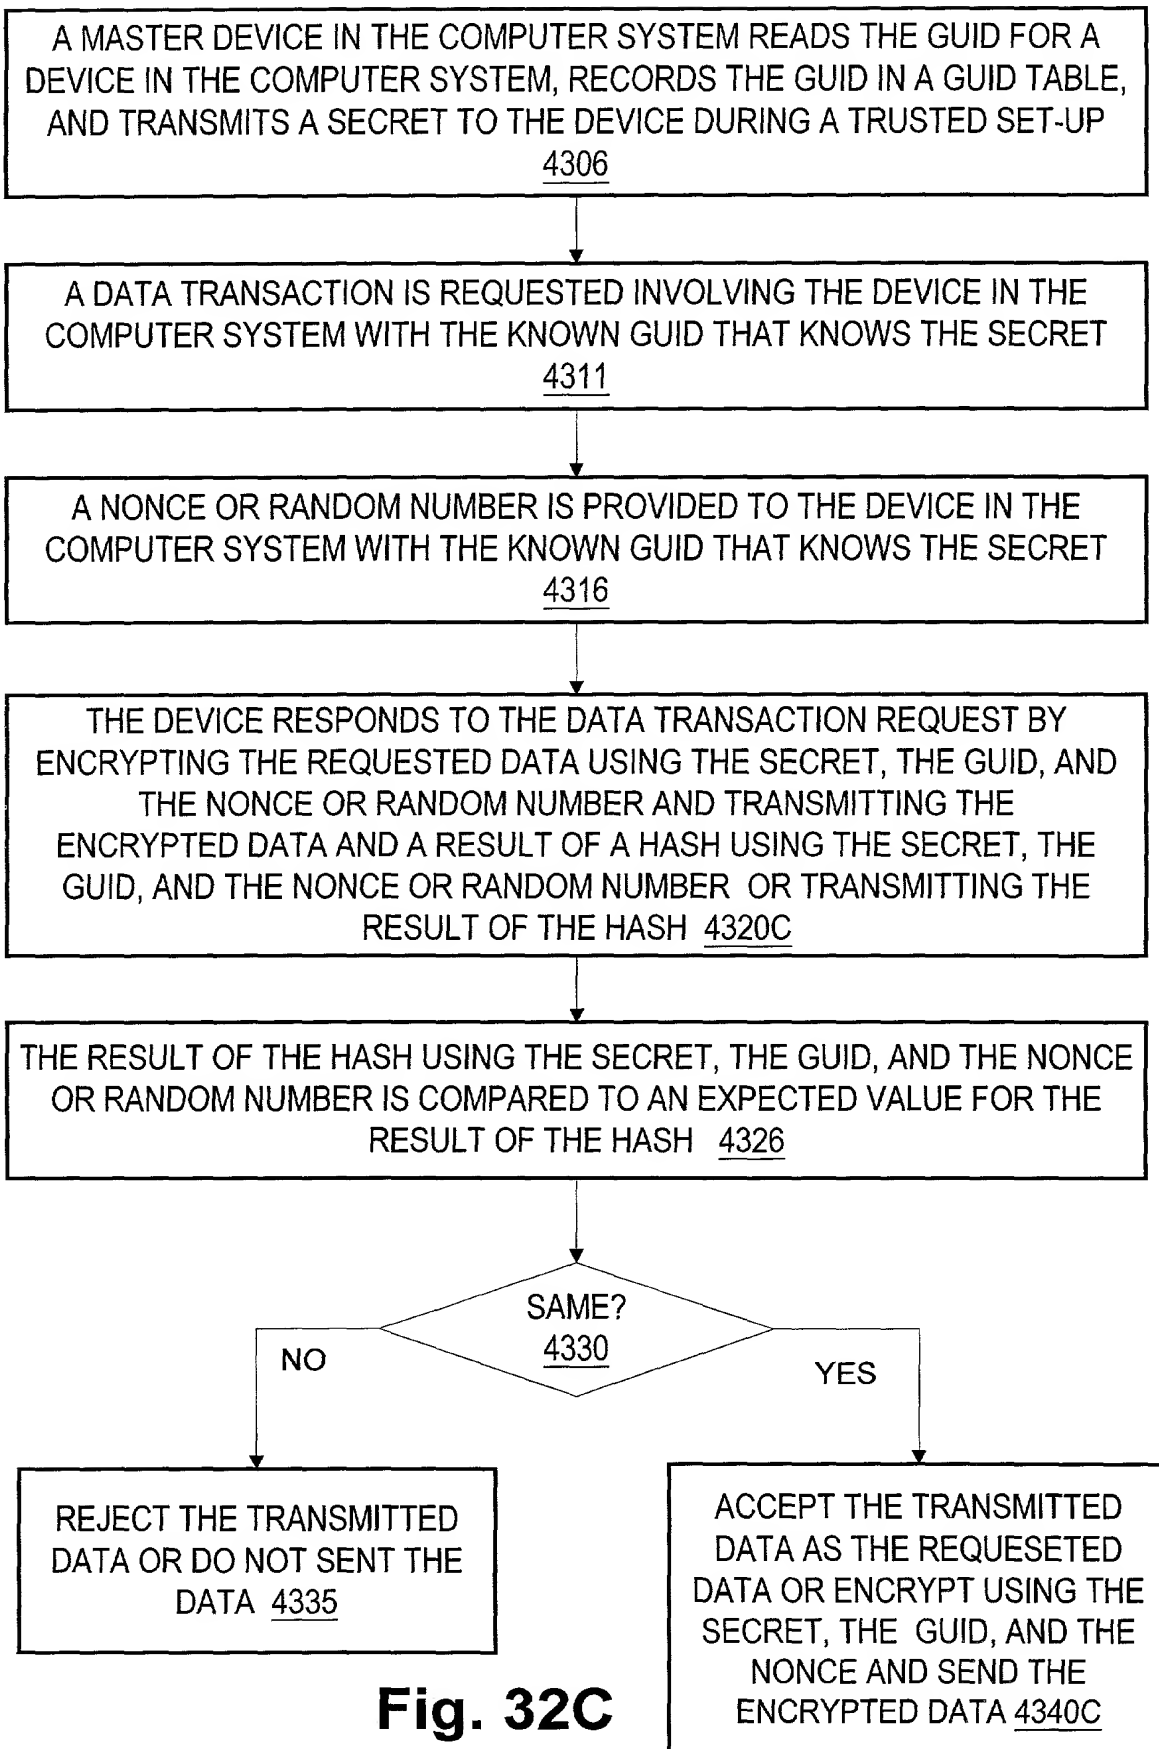 A MASTER DEVICE IN THE COMPUTER SYSTEM READS THE GUID FOR A
DEVICE IN THE COMPUTER SYSTEM, RECORDS THE GUID IN A GUID TABLE,
AND TRANSMITS A SECRET TO THE DEVICE DURING A TRUSTED SET-UP
4306
A DATA TRANSACTION IS REQUESTED INVOLVING THE DEVICE IN THE
COMPUTER SYSTEM WITH THE KNOWN GUID THAT KNOWS THE SECRET
4311
A NONCE OR RANDOM NUMBER IS PROVIDED TO THE DEVICE IN THE
COMPUTER SYSTEM WITH THE KNOWN GUID THAT KNOWS THE SECRET
4316
THE DEVICE RESPONDS TO THE DATA TRANSACTION REQUEST BY
ENCRYPTING THE REQUESTED DATA USING THE SECRET, THE GUID, AND
THE NONCE OR RANDOM NUMBER AND TRANSMITTING THE
ENCRYPTED DATA AND A RESULT OF A HASH USING THE SECRET, THE
GUID, AND THE NONCE OR RANDOM NUMBER OR TRANSMITTING THE
RESULT OF THE HASH 4320C
THE RESULT OF THE HASH USING THE SECRET, THE GUID, AND THE NONCE
OR RANDOM NUMBER IS COMPARED TO AN EXPECTED VALUE FOR THE
RESULT OF THE HASH 4326
SAME?
4330
NO
YES
REJECT THE TRANSMITTED
DATA OR DO NOT SENT THE
DATA 4335
ACCEPT THE TRANSMITTED
DATA AS THE REQUESETED
DATA OR ENCRYPT USING THE
SECRET, THE GUID, AND THE
NONCE AND SEND THE
ENCRYPTED DATA 4340C
Fig. 32C